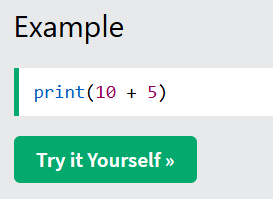 Example
print(10 + 5)
Try it Yourself »